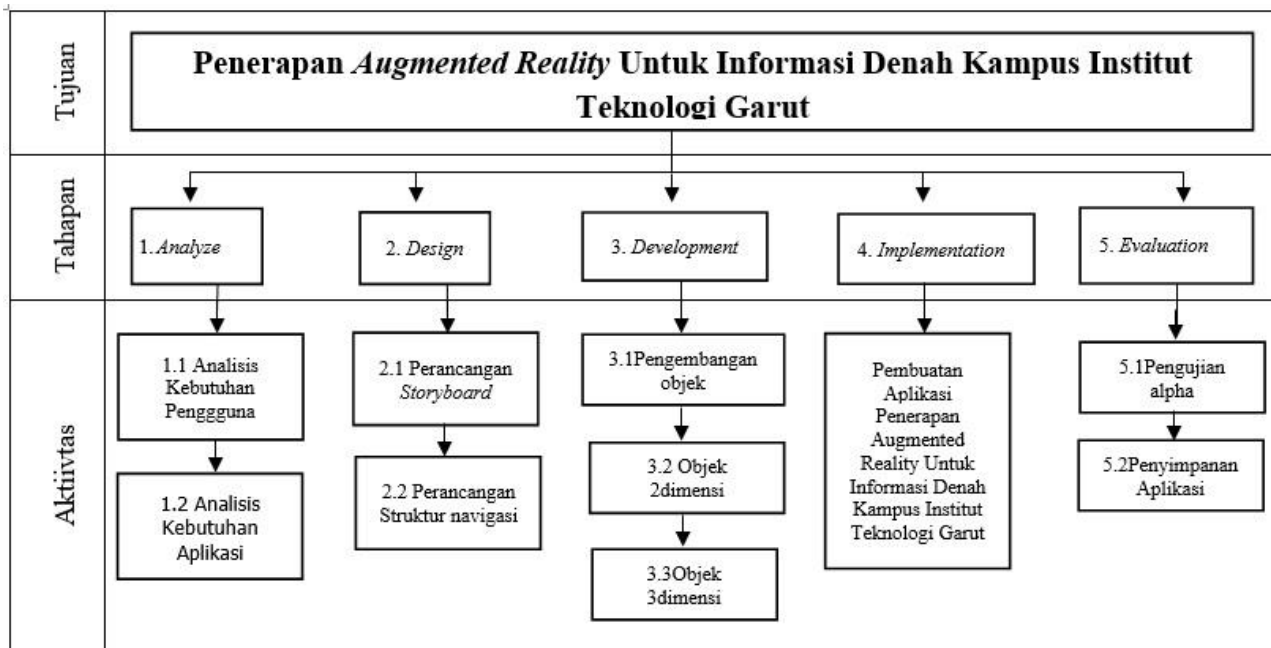 Tujuan
Penerapan Augmented Reality Untuk Informasi Denah Kampus Institut
Teknologi Garut
Tahapan
1. Analyze
2. Design
3. Development
4. Implementation
5. Evaluation
Aktiivtas
1.1 Analisis
Kebutuhan
Penggguna
1.2 Analisis
Kebutuhan
Aplikasi
2.1 Perancangan
Storyboard
2.2 Perancangan
Struktur navigasi
3.1Pengembangan
objek
3.2 Objek
2dimensi
3.3Objek
3dimensi
Pembuatan
Aplikasi
Penerapan
Augmented
Reality Untuk
Informasi Denah
Kampus Institut
Teknologi Garut
5.1Pengujian
alpha
5.2Penyimpanan
Aplikasi